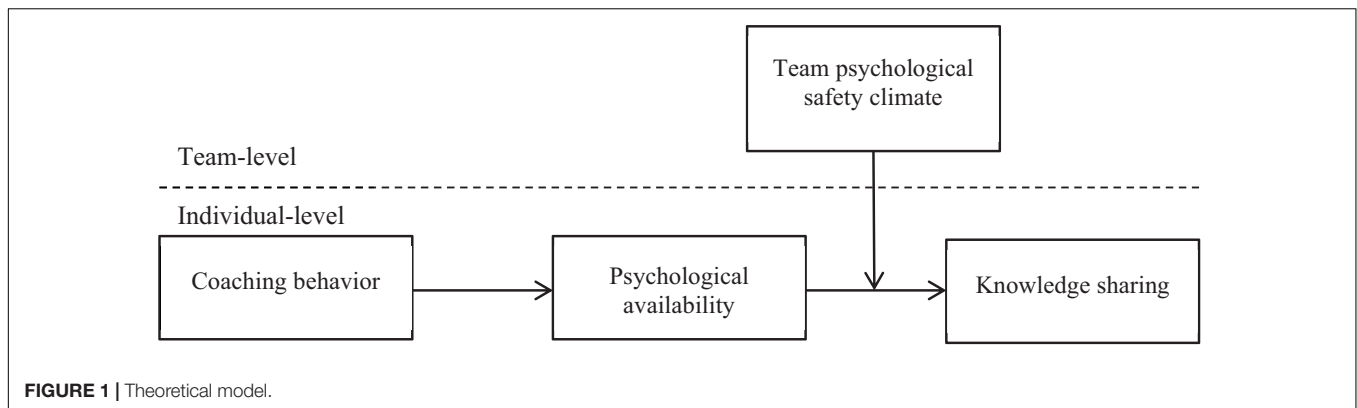 Team psychological
safety climate
Team-level
Individual-level
Coaching behavior
Psychological
availability
Knowledge sharing
FIGURE 1 | Theoretical model.